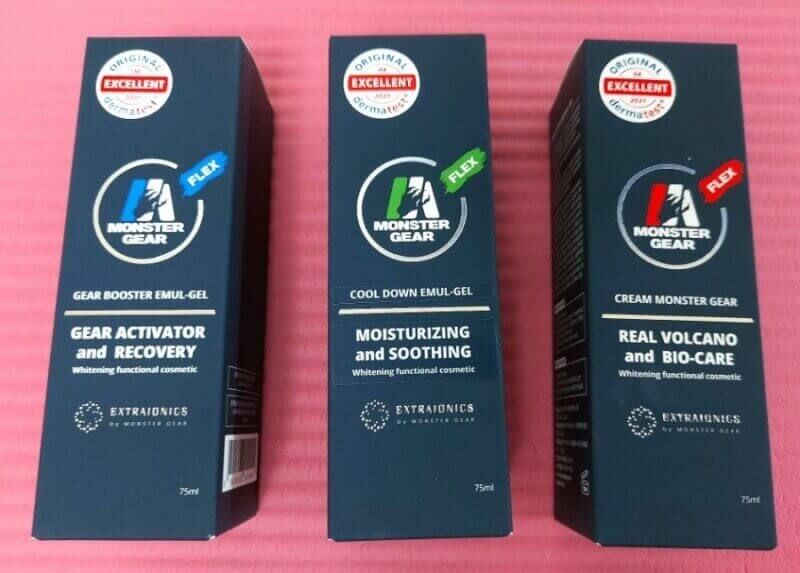 ORIGINAL
EXCELLENT
2021
dermatest®
FLEX
MONSTER
GEAR
GEAR BOOSTER EMUL-GEL
GEAR ACTIVATOR
and RECOVERY
Whitening functional cosmetic
EXTRAIONICS
by MONSTER GEAR
75ml
ORIGINAL
EXCELLENT
2021
dermatest®
FLEX
MONSTER
GEAR
COOL DOWN EMUL-GEL
MOISTURIZING
and SOOTHING
Whitening functional cosmetic
EXTRAIONICS
by MONSTER GEAR
75ml
ORIGINAL
EXCELLENT
2021
dermatest®
FLEX
MONSTER
GEAR
CREAM MONSTER GEAR
REAL VOLCANO
and BIO-CARE
Whitening functional cosmetic
EXTRAIONICS
by MONSTER GEAR
75ml